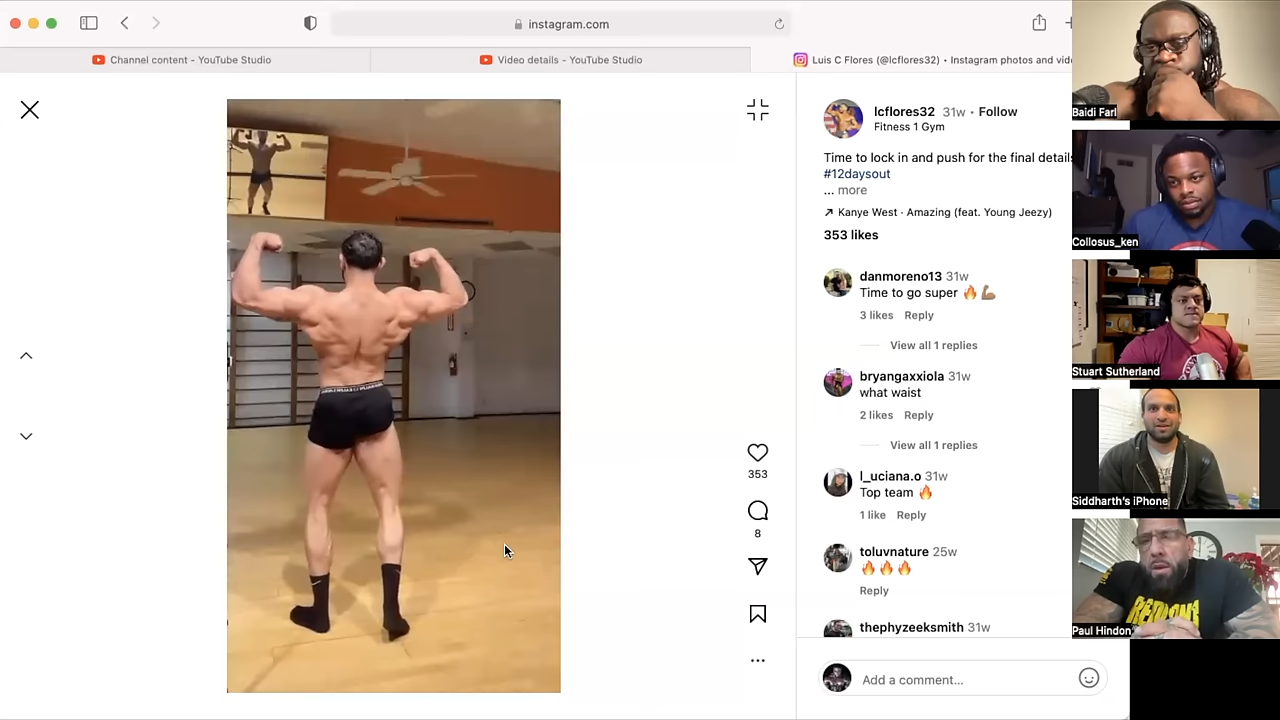 instagram.com
Channel content - YouTube Studio
Video details - YouTube Studio
Luis C Flores (@lcflores32) • Instagram photos and vide
lcflores32 31w • Follow
Fitness 1 Gym
Time to lock in and push for the final details
#12daysout
... more
Kanye West · Amazing (feat. Young Jeezy)
353 likes
danmoreno13 31w
Time to go super 🔥💪🏽
3 likes Reply
View all 1 replies
bryangaxxiola 31w
what waist
2 likes Reply
View all 1 replies
l_uciana.o 31w
Top team 🔥
1 like Reply
toluvnature 25w
🔥🔥🔥
Reply
thephyzeeksmith 31w
Add a comment...
353
8
Baidi Farl
Collosus_ken
Stuart Sutherland
Siddharth's iPhone
Paul Hindon